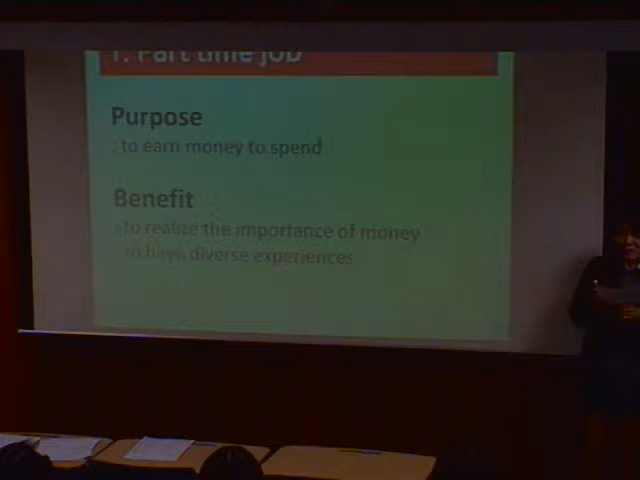 1. Part time job
Purpose
: to earn money to spend
Benefit
to realize the importance of money
to have diverse experiences